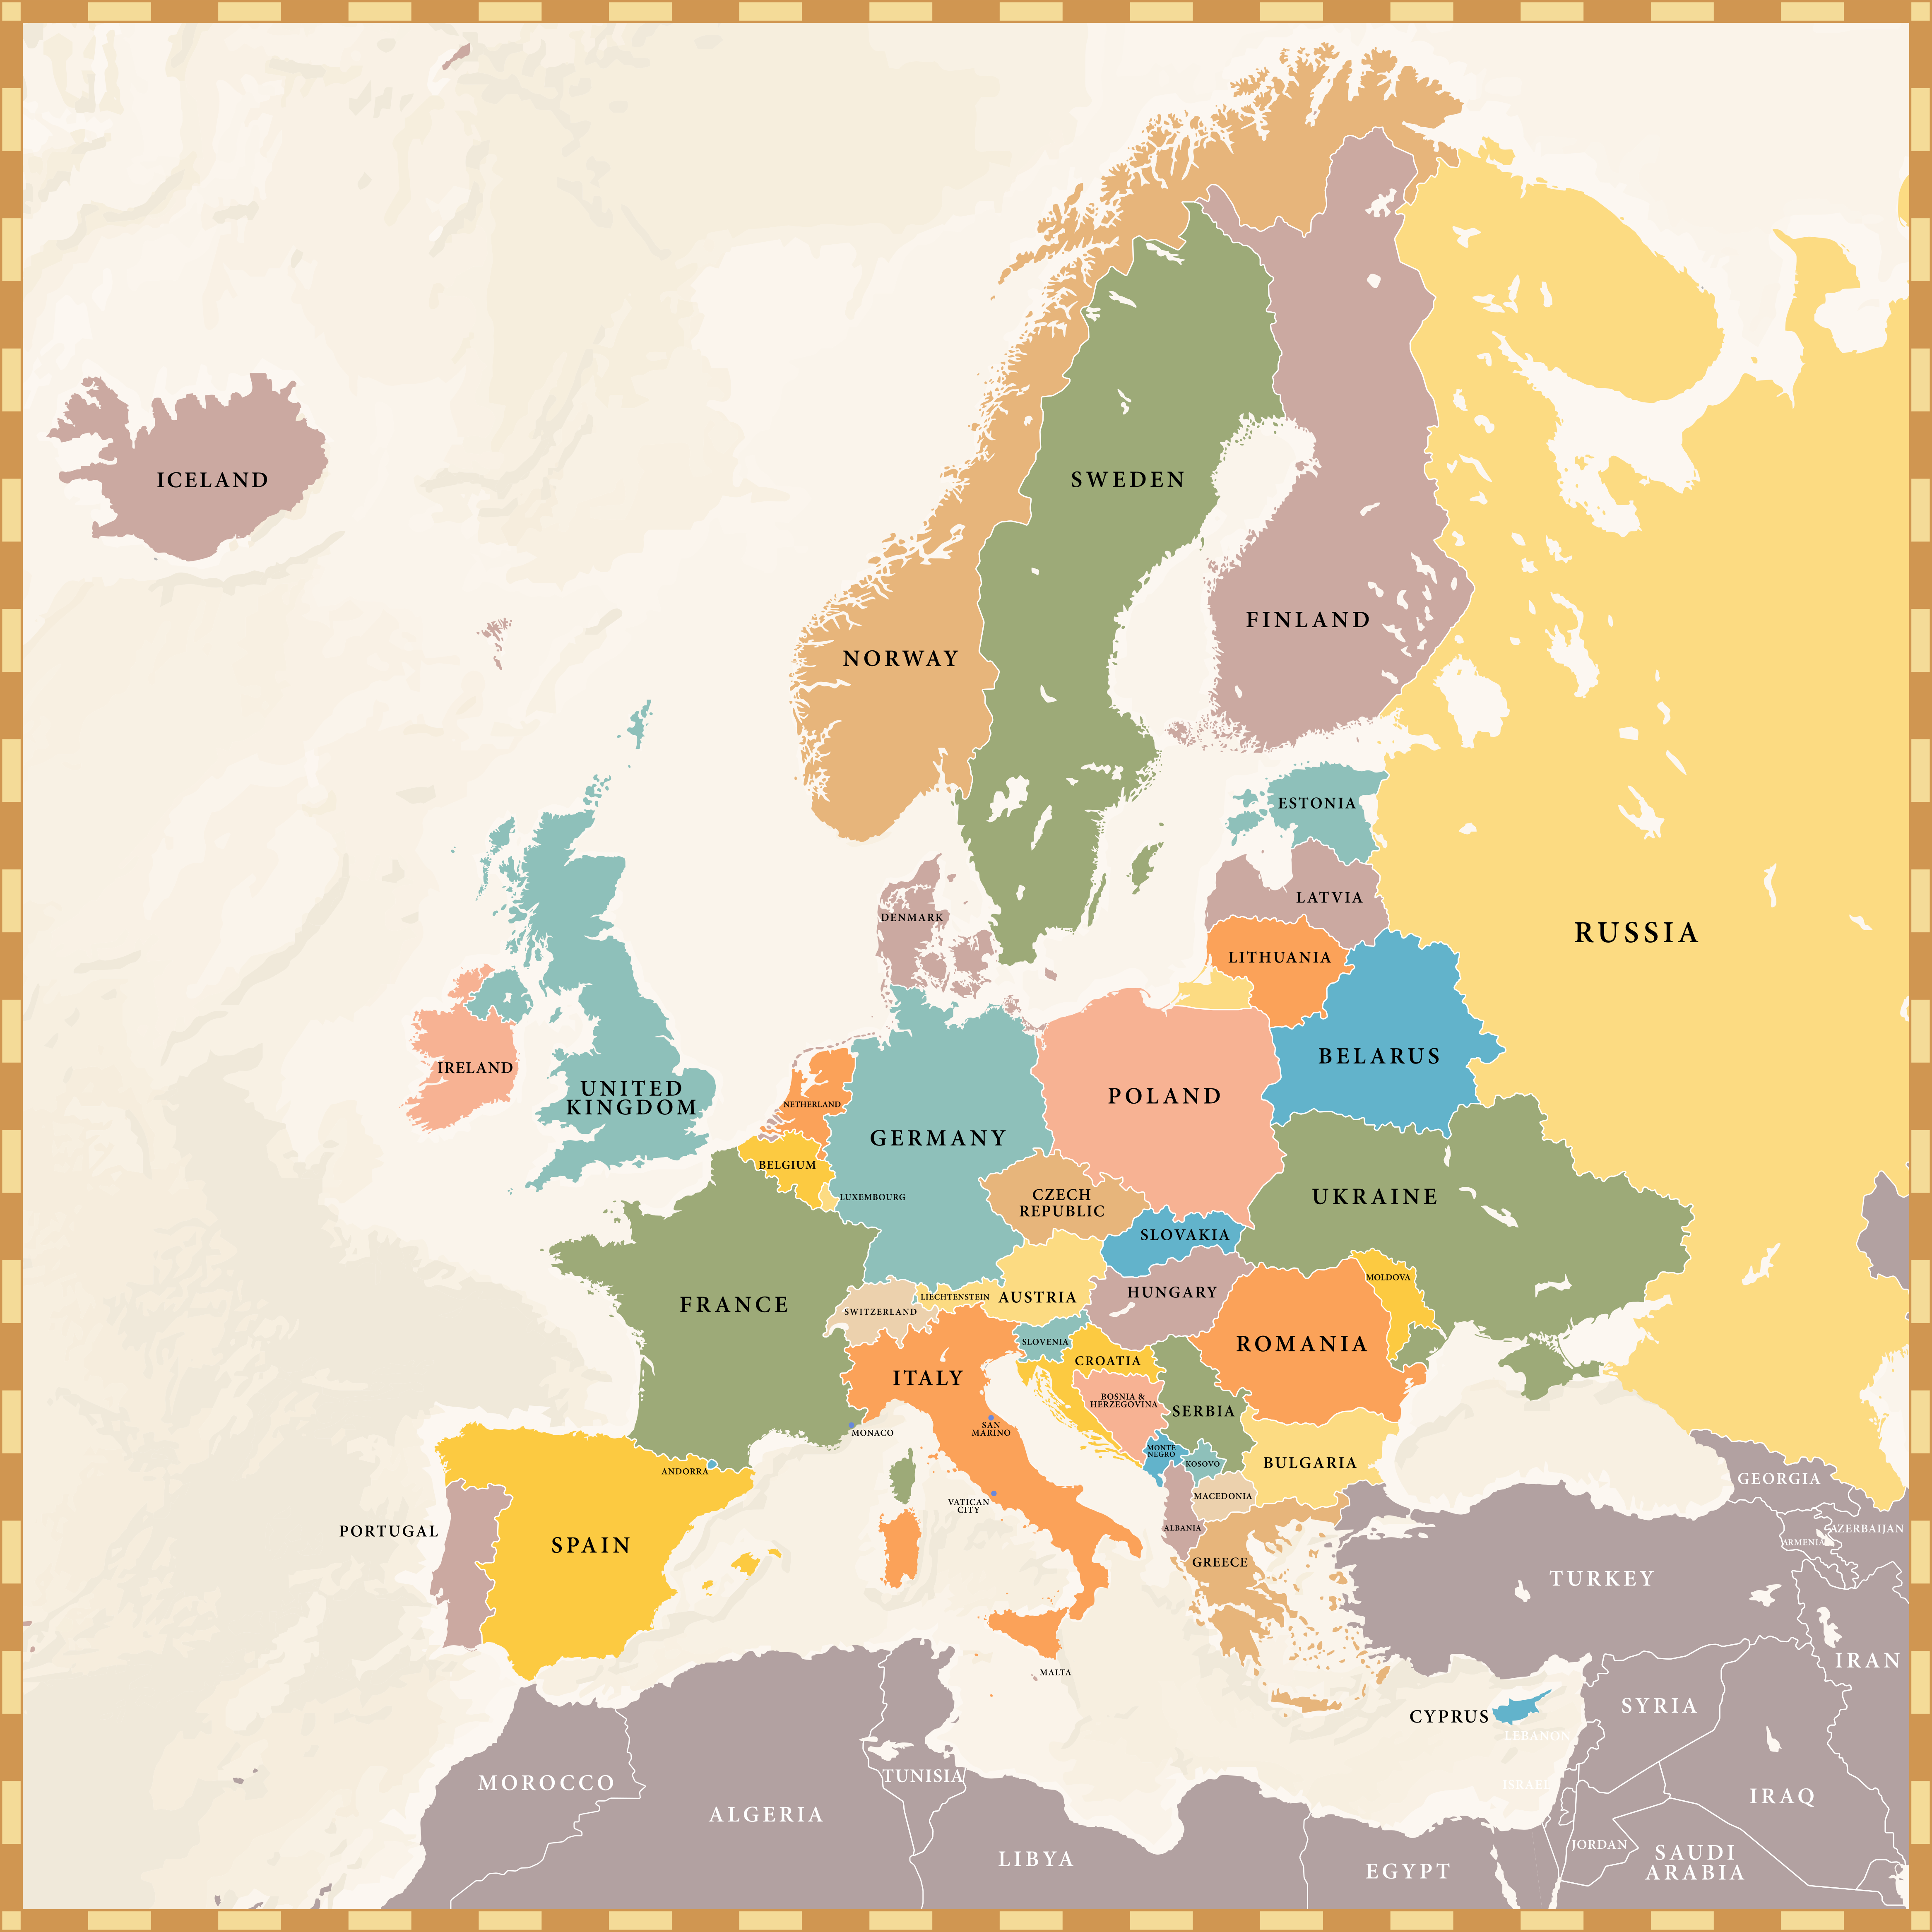 ICELAND
SWEDEN
FINLAND
NORWAY
ESTONIA
LATVIA
DENMARK
RUSSIA
LITHUANIA
BELARUS
IRELAND
UNITED
KINGDOM
POLAND
NETHERLAND
GERMANY
BELGIUM
LUXEMBOURG
CZECH
REPUBLIC
UKRAINE
SLOVAKIA
MOLDOVA
HUNGARY
LIECHTENSTEIN
AUSTRIA
FRANCE
SWITZERLAND
SLOVENIA
ROMANIA
CROATIA
ITALY
BOSNIA &
HERZEGOVINA
SERBIA
SAN
MARINO
MONACO
MONTE
NEGRO
KOSOVO
BULGARIA
ANDORRA
GEORGIA
MACEDONIA
VATICAN
CITY
ALBANIA
AZERBAIJAN
PORTUGAL
SPAIN
ARMENIA
GREECE
TURKEY
IRAN
MALTA
SYRIA
CYPRUS
LEBANON
TUNISIA
MOROCCO
ISRAEL
IRAQ
ALGERIA
JORDAN
LIBYA
SAUDI
ARABIA
EGYPT